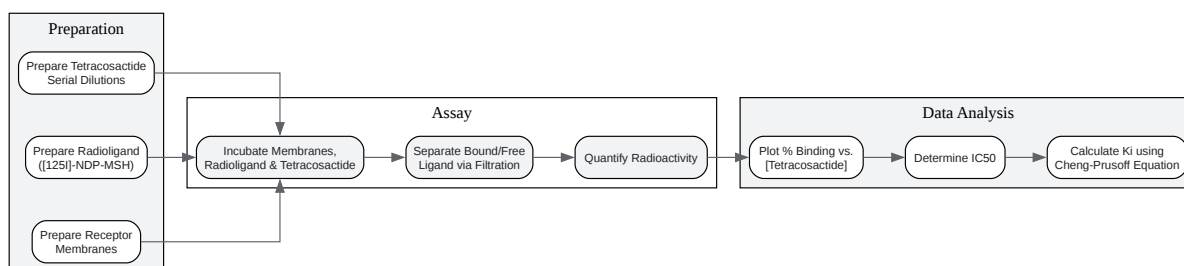 Preparation
Prepare Tetracosactide
Serial Dilutions
Prepare Radioligand
([125I]-NDP-MSH)
Prepare Receptor
Membranes
Assay
Incubate Membranes,
Radioligand & Tetracosactide
Separate Bound/Free
Ligand via Filtration
Quantify Radioactivity
Data Analysis
Plot % Binding vs.
[Tetracosactide]
Determine IC50
Calculate Ki using
Cheng-Prusoff Equation